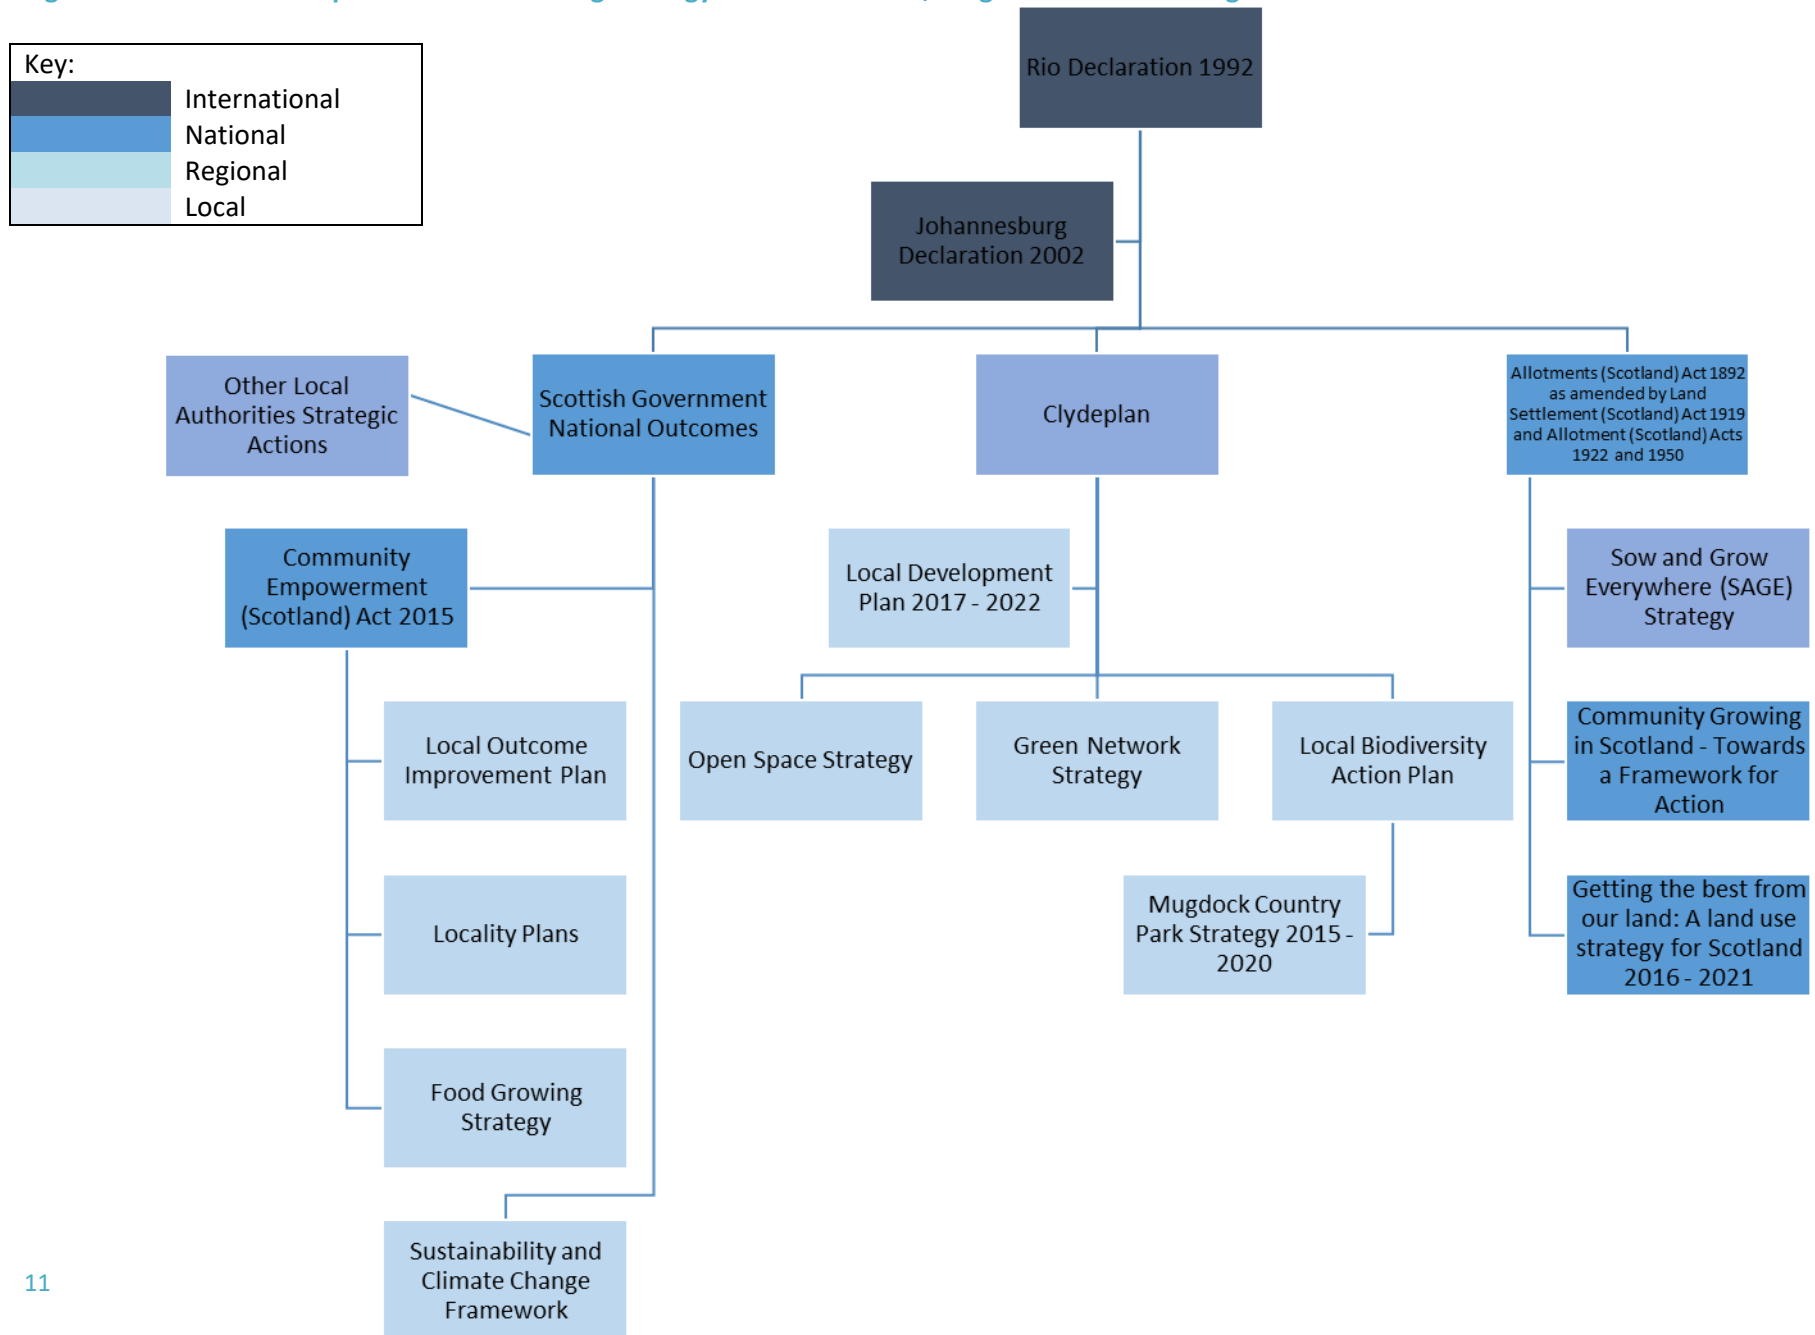 Key:
International
National
Regional
Local
Rio Declaration 1992
Johannesburg
Declaration 2002
Other Local
Authorities Strategic
Actions
Scottish Government
National Outcomes
Clydeplan
Allotments (Scotland) Act 1892
as amended by Land
Settlement (Scotland) Act 1919
and Allotment (Scotland) Acts
1922 and 1950
Community
Empowerment
(Scotland) Act 2015
Local Development
Plan 2017 - 2022
Sow and Grow
Everywhere (SAGE)
Strategy
Local Outcome
Improvement Plan
Open Space Strategy
Green Network
Strategy
Local Biodiversity
Action Plan
Community Growing
in Scotland - Towards
a Framework for
Action
Locality Plans
Mugdock Country
Park Strategy 2015 -
2020
Getting the best from
our land: A land use
strategy for Scotland
2016 - 2021
Food Growing
Strategy
Sustainability and
Climate Change
Framework
11